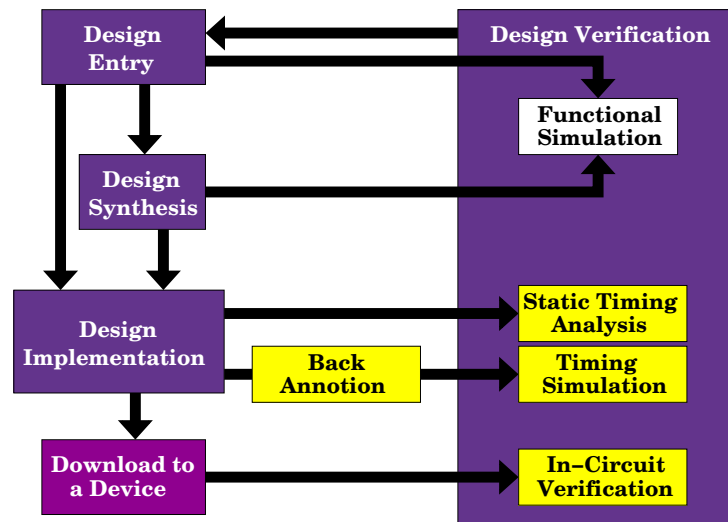 Design
Entry
Design Verification
Functional
Simulation
Design
Synthesis
Design
Implementation
Static Timing
Analysis
Back
Annotion
Timing
Simulation
Download to
a Device
In–Circuit
Verification